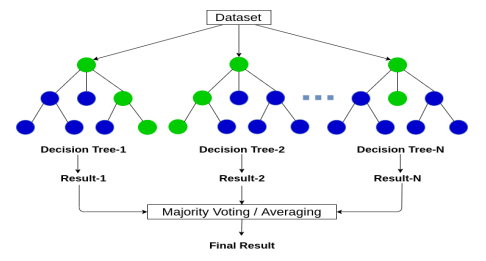 Dataset
Decision Tree-1
Decision Tree-2
Decision Tree-N
Result-1
Result-2
Result-N
Majority Voting / Averaging
Final Result